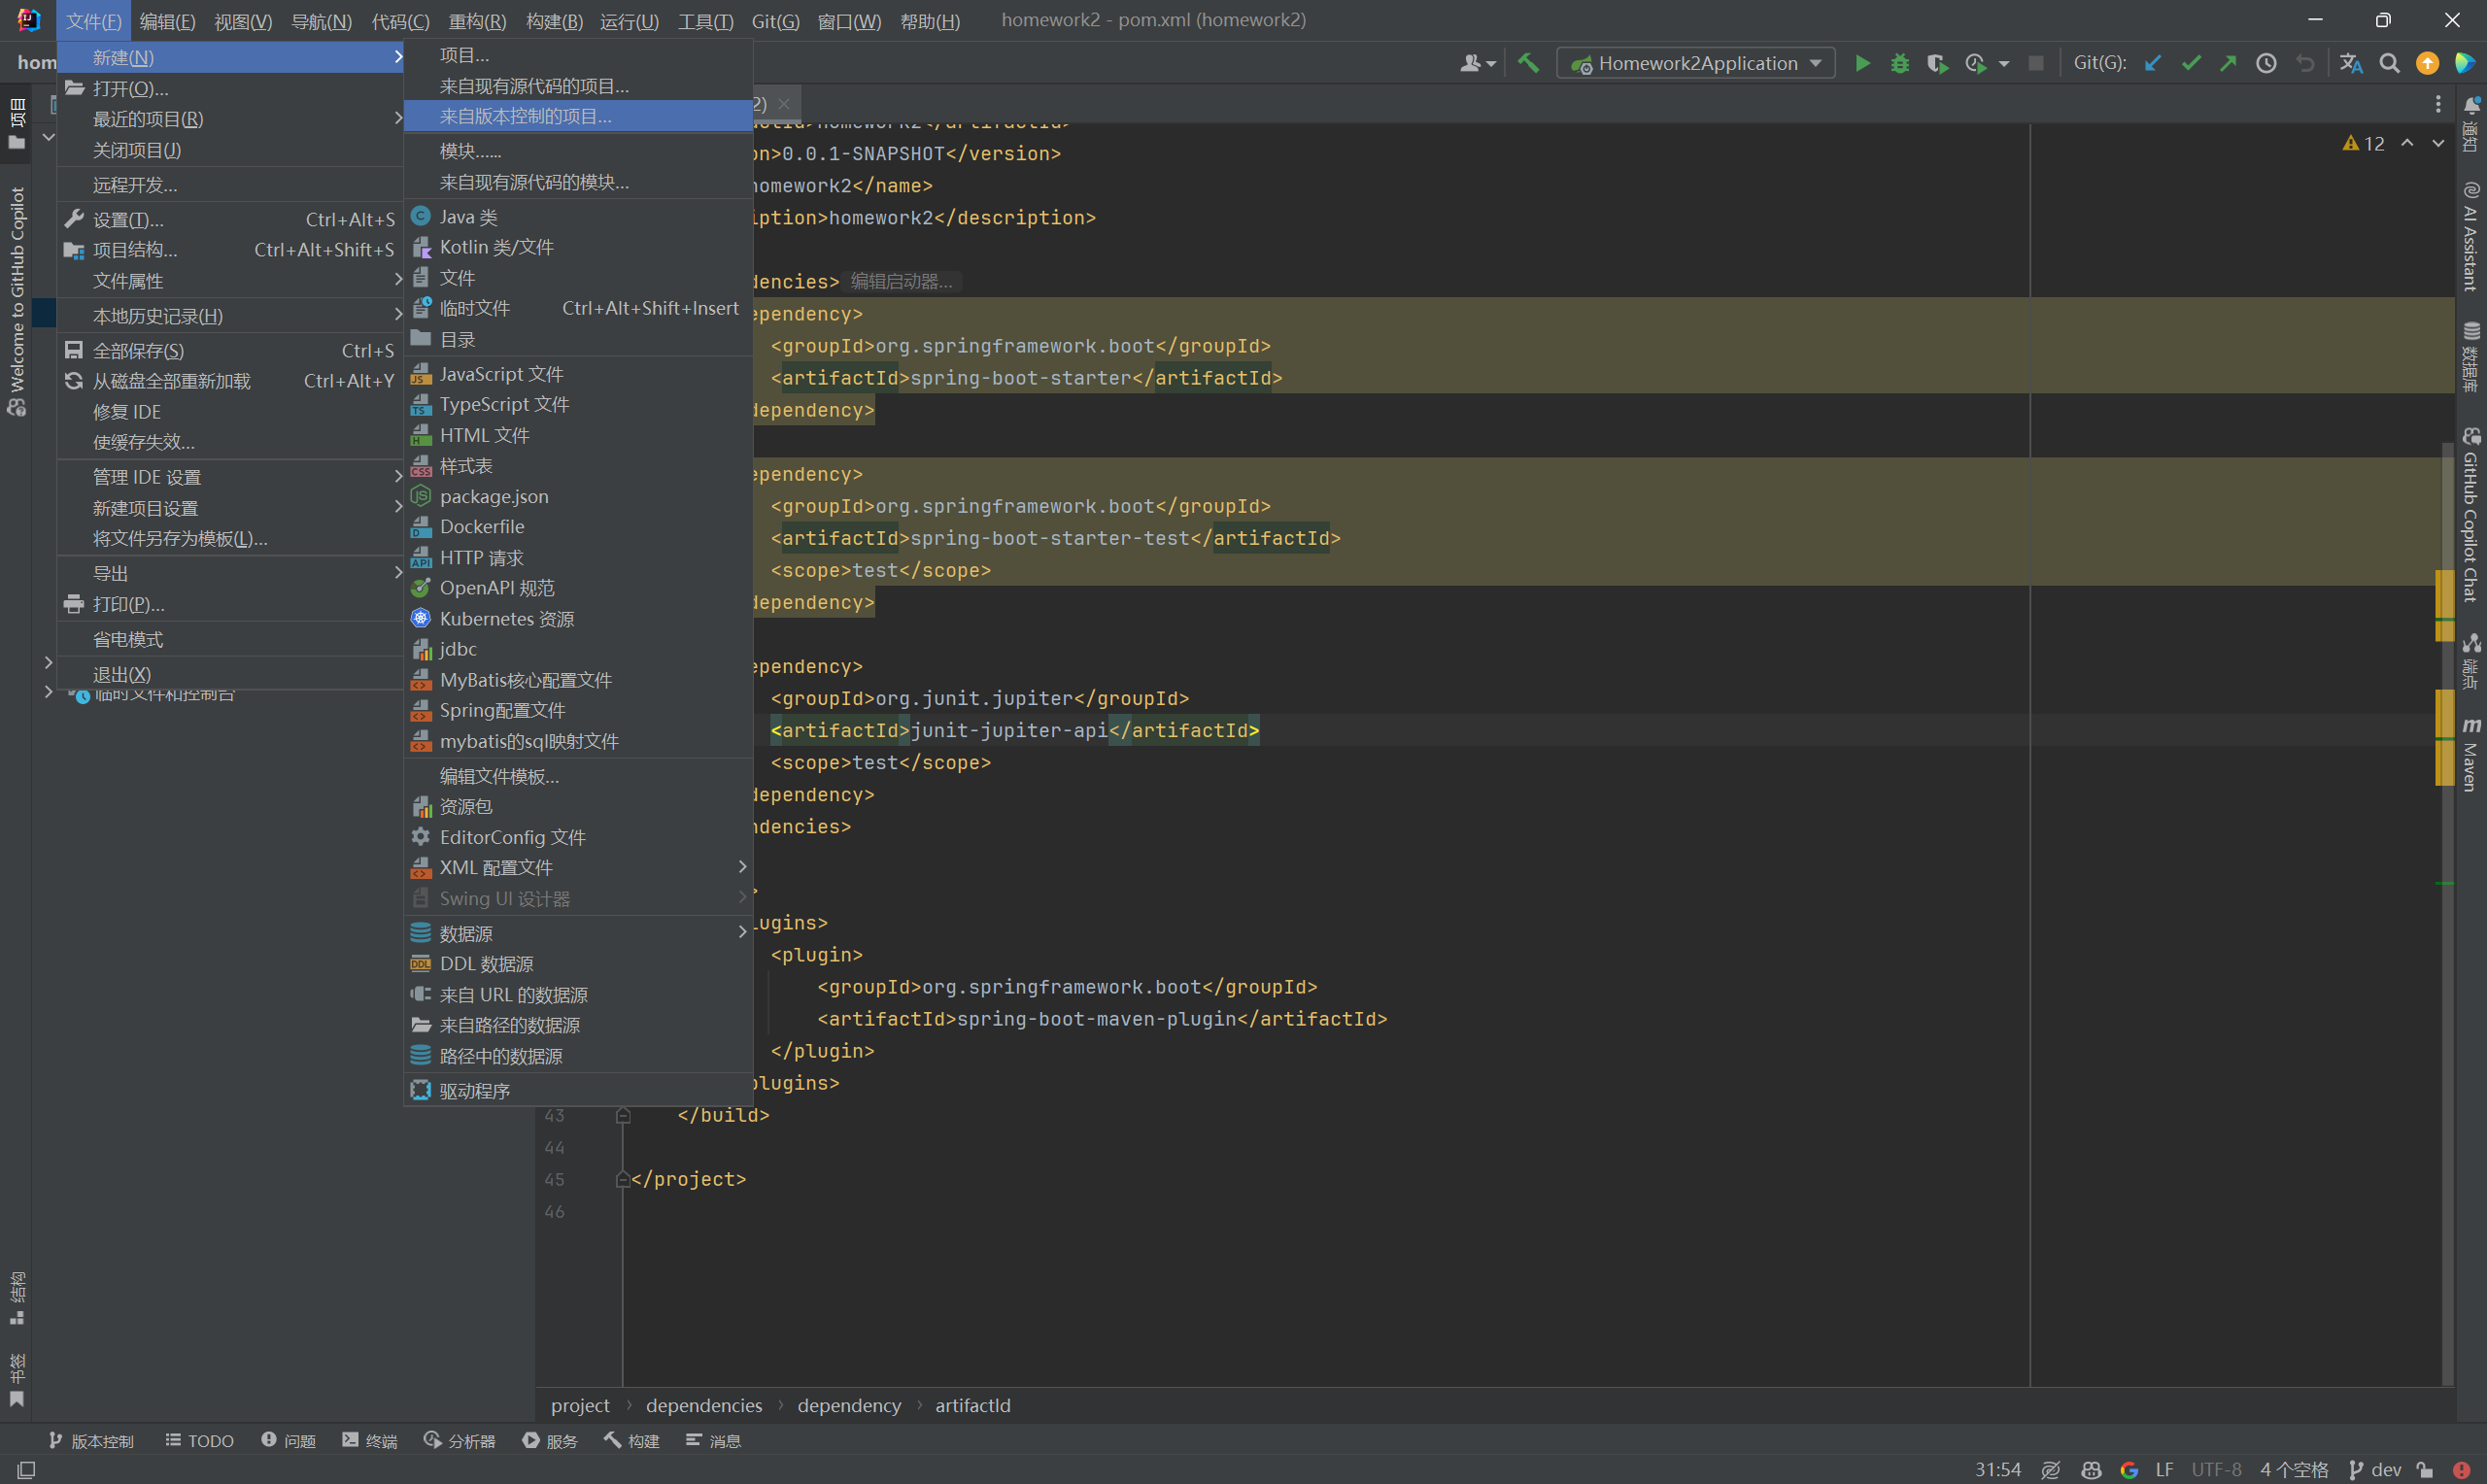 文件(F) 编辑(E) 视图(V) 导航(N) 代码(C) 重构(R) 构建(B) 运行(U) 工具(T) Git(G) 窗口(W) 帮助(H) homework2 - pom.xml (homework2)
hom
Homework2Application
Git(G):
新建(N)
打开(O)...
最近的项目(R)
关闭项目(J)
远程开发...
设置(T)... Ctrl+Alt+S
项目结构... Ctrl+Alt+Shift+S
文件属性
本地历史记录(H)
全部保存(S) Ctrl+S
从磁盘全部重新加载 Ctrl+Alt+Y
修复 IDE
使缓存失效...
管理 IDE 设置
新建项目设置
将文件另存为模板(L)...
导出
打印(P)...
省电模式
退出(X)
临时文件和控制台
项目...
来自现有源代码的项目...
来自版本控制的项目...
模块......
来自现有源代码的模块...
Java 类
Kotlin 类/文件
文件
临时文件 Ctrl+Alt+Shift+Insert
目录
JavaScript 文件
TypeScript 文件
HTML 文件
样式表
package.json
Dockerfile
HTTP 请求
OpenAPI 规范
Kubernetes 资源
jdbc
MyBatis核心配置文件
Spring配置文件
mybatis的sql映射文件
编辑文件模板...
资源包
EditorConfig 文件
XML 配置文件
Swing UI 设计器
数据源
DDL 数据源
来自 URL 的数据源
来自路径的数据源
路径中的数据源
驱动程序
2)
12
on>0.0.1-SNAPSHOT</version>
homework2</name>
iption>homework2</description>
dencies> 编辑启动器...
ependency>
<groupId>org.springframework.boot</groupId>
<artifactId>spring-boot-starter</artifactId>
dependency>
ependency>
<groupId>org.springframework.boot</groupId>
<artifactId>spring-boot-starter-test</artifactId>
<scope>test</scope>
dependency>
ependency>
<groupId>org.junit.jupiter</groupId>
<artifactId>junit-jupiter-api</artifactId>
<scope>test</scope>
dependency>
ndencies>
>
lugins>
<plugin>
<groupId>org.springframework.boot</groupId>
<artifactId>spring-boot-maven-plugin</artifactId>
</plugin>
plugins>
43 </build>
44
45 </project>
46
project › dependencies › dependency › artifactId
项目
Welcome to GitHub Copilot
结构
书签
通知
AI Assistant
数据库
GitHub Copilot Chat
端点
Maven
版本控制 TODO 问题 终端 分析器 服务 构建 消息
31:54 LF UTF-8 4 个空格 dev